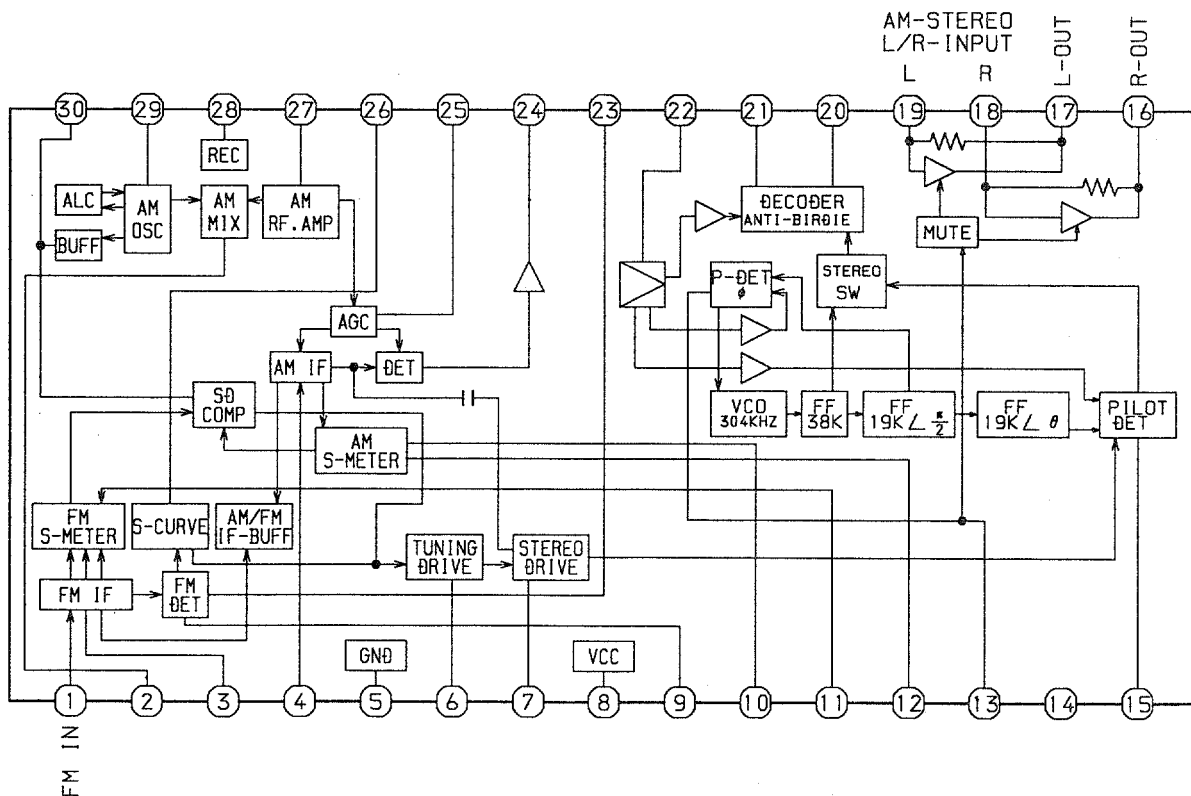 AM-STEREO
L/R-INPUT
L
R
L-OUT
R-OUT
30
29
28
27
26
25
24
23
22
21
20
19
18
17
16
REC
ALC
AM
OSC
AM
MIX
AM
RF.AMP
BUFF
DECODER
ANTI-BIRDIE
MUTE
P-DET
φ
STEREO
SW
AGC
AM IF
DET
SD
COMP
AM
S-METER
VCO
304KHZ
FF
38K
FF
19K∠ π/2
FF
19K∠ θ
PILOT
DET
FM
S-METER
S-CURVE
AM/FM
IF-BUFF
TUNING
DRIVE
STEREO
DRIVE
FM IF
FM
DET
GND
VCC
1
2
3
4
5
6
7
8
9
10
11
12
13
14
15
FM IN